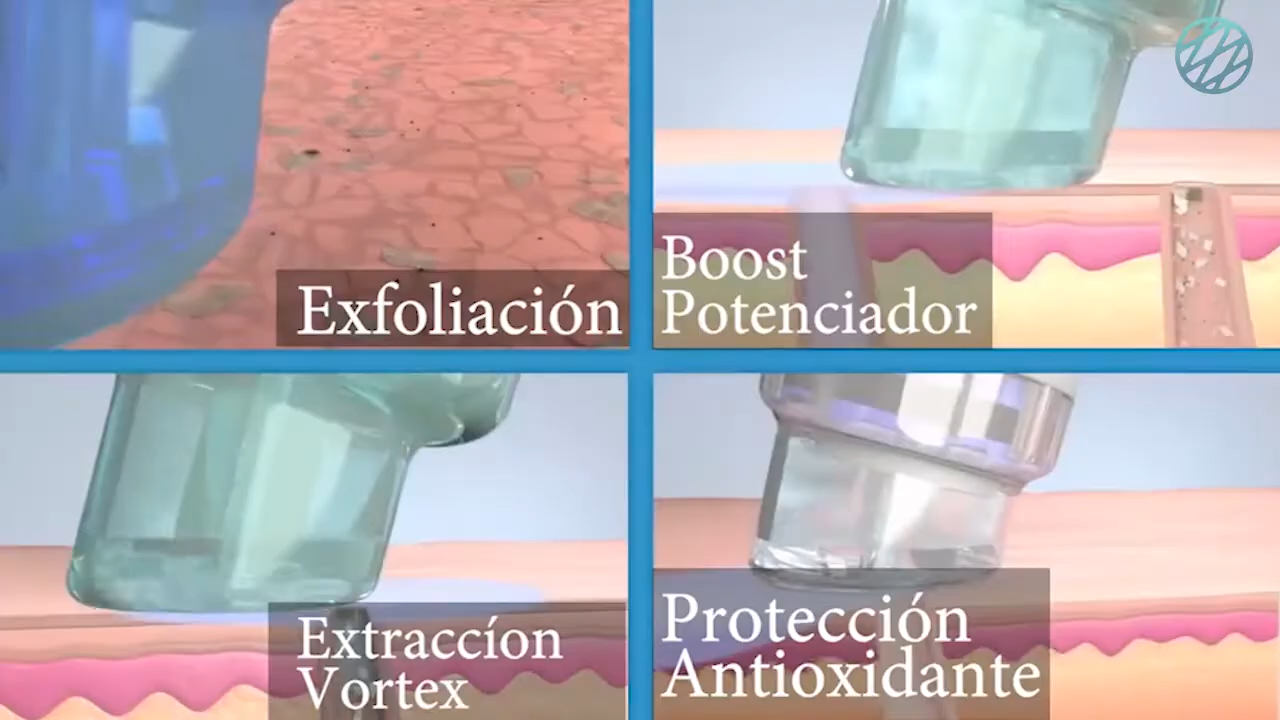 Exfoliación
Boost
Potenciador
Extraccíon
Vortex
Protección
Antioxidante